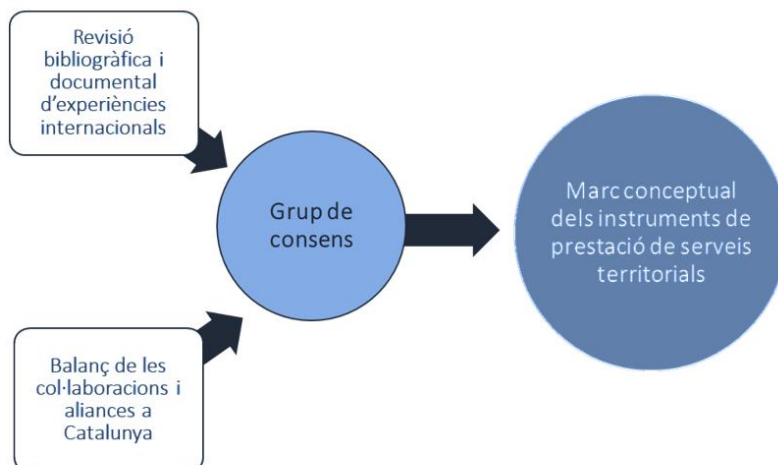 Revisió
bibliogràfica i
documental
d'experiències
internacionals
Grup de
consens
Marc conceptual
dels instruments de
prestació de serveis
territorials
Balanç de les
col·laboracions i
aliances a
Catalunya